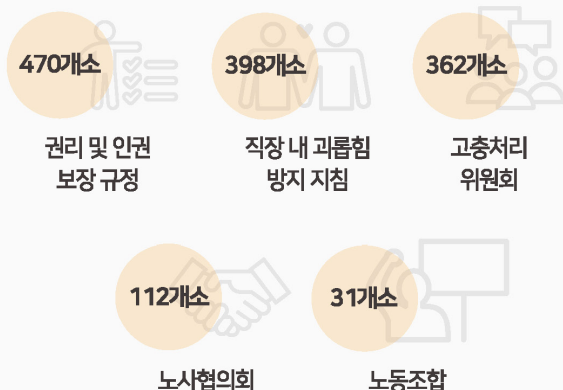 470개소
398개소
362개소
권리 및 인권
보장 규정
직장 내 괴롭힘
방지 지침
고충처리
위원회
112개소
31개소
노사협의회
노동조합